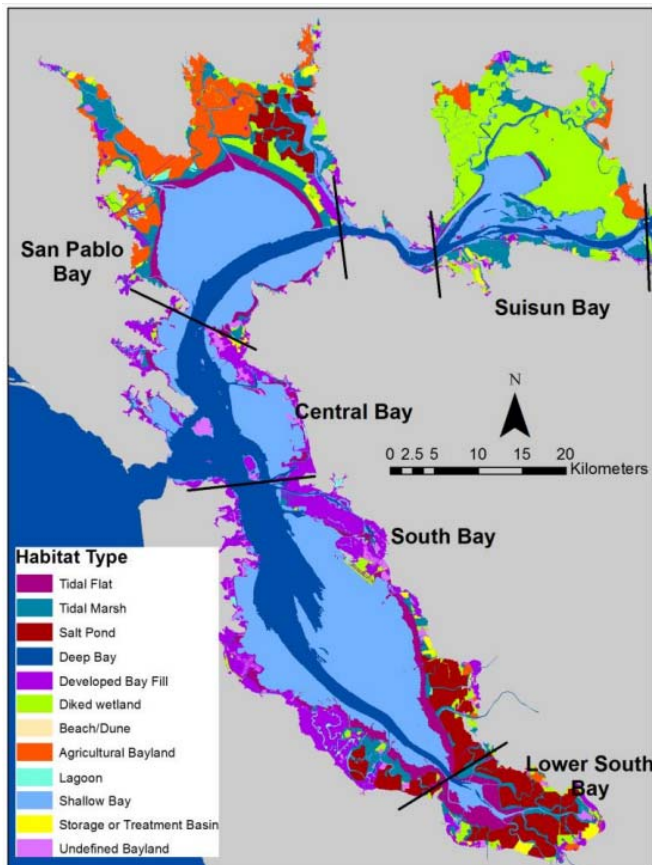 San Pablo
Bay
Suisun Bay
Central Bay
N
0 2.5 5 10 15 20
Kilometers
South Bay
Habitat Type
Tidal Flat
Tidal Marsh
Salt Pond
Deep Bay
Developed Bay Fill
Diked wetland
Beach/Dune
Agricultural Bayland
Lagoon
Shallow Bay
Storage or Treatment Basin
Undefined Bayland
Lower South
Bay